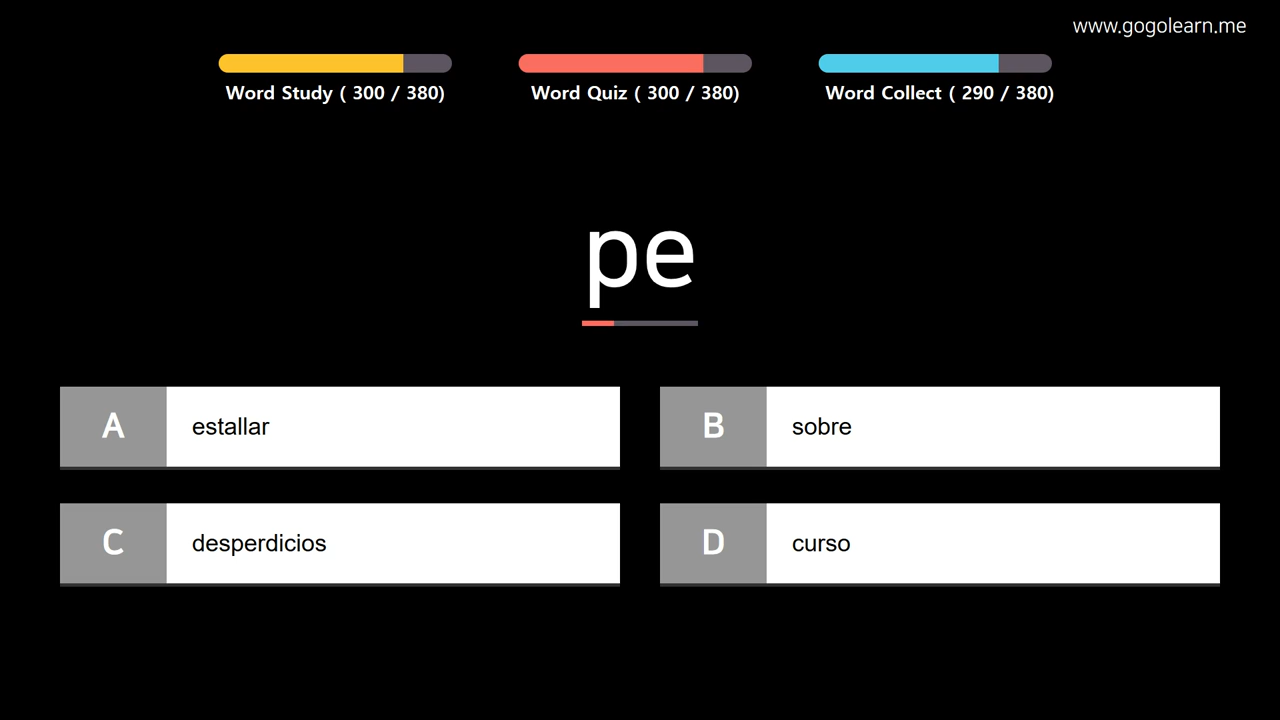 www.gogolearn.me
Word Study ( 300 / 380)
Word Quiz ( 300 / 380)
Word Collect ( 290 / 380)
pe
A
estallar
B
sobre
C
desperdicios
D
curso